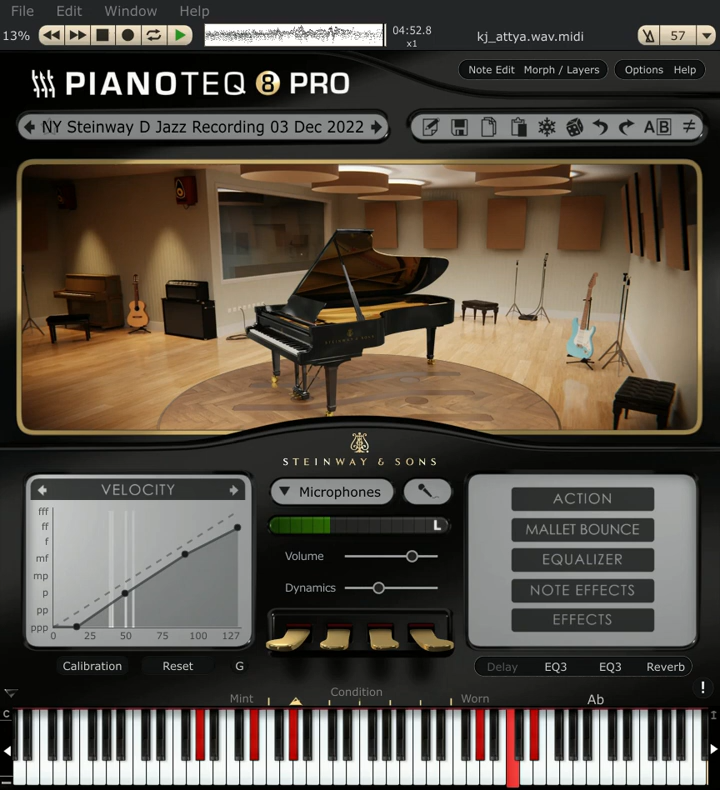 File Edit Window Help
13%
04:52.8
x1
kj_attya.wav.midi
57
PIANOTEQ 8 PRO
Note Edit Morph / Layers
Options Help
NY Steinway D Jazz Recording 03 Dec 2022
A B ≠
STEINWAY & SONS
VELOCITY
fff
ff
f
mf
mp
p
pp
ppp
0 25 50 75 100 127
Calibration Reset G
Microphones
L
Volume
Dynamics
ACTION
MALLET BOUNCE
EQUALIZER
NOTE EFFECTS
EFFECTS
Delay EQ3 EQ3 Reverb
!
Mint Condition Worn Ab
C